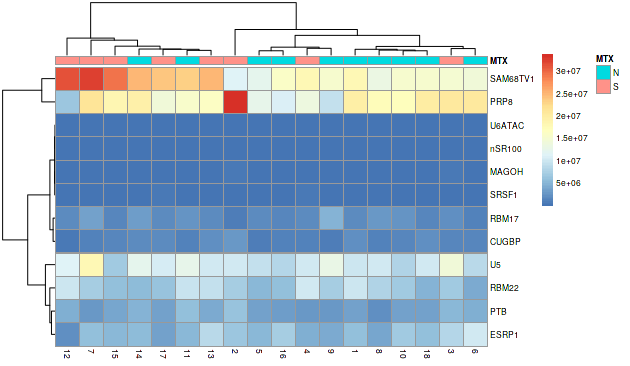 MTX
SAM68TV1
PRP8
U6ATAC
nSR100
MAGOH
SRSF1
RBM17
CUGBP
U5
RBM22
PTB
ESRP1
12 7 15 14 17 11 13 2 5 16 4 9 1 8 10 18 3 6
3e+07
2.5e+07
2e+07
1.5e+07
1e+07
5e+06
MTX
N
S